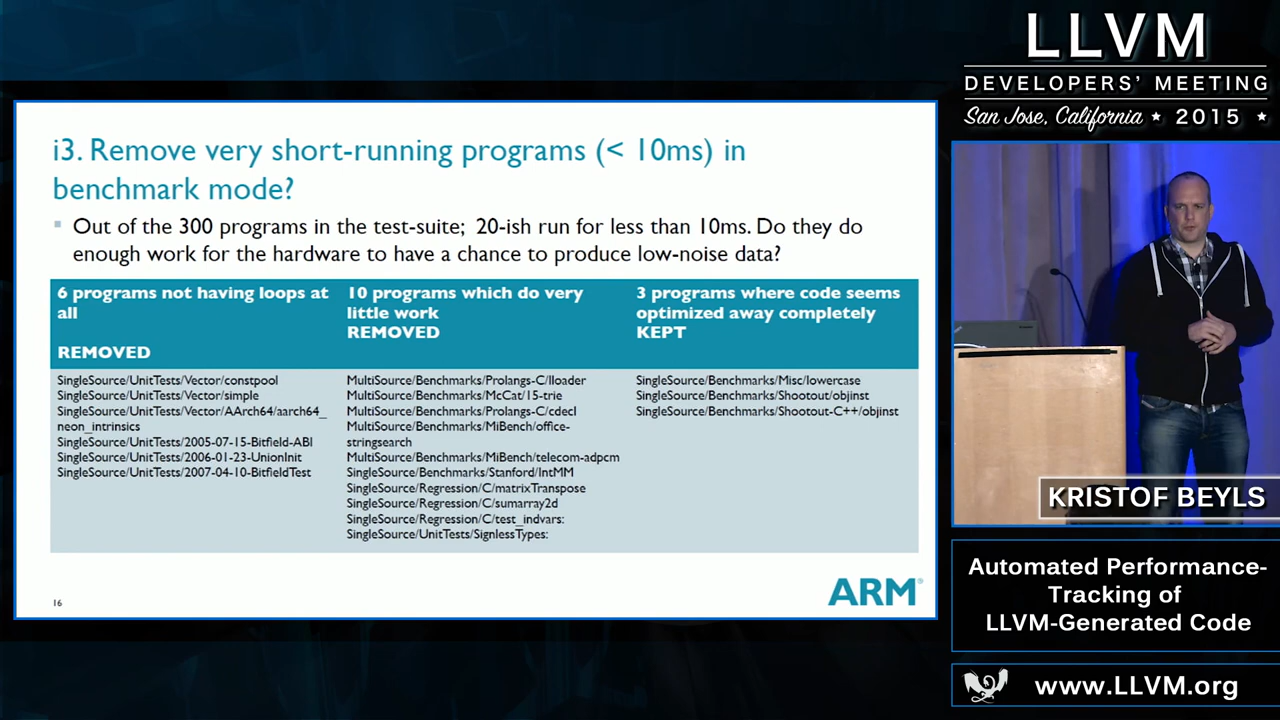 LLVM
DEVELOPERS' MEETING
San Jose, California ★ 2015 ★
i3. Remove very short-running programs (< 10ms) in
benchmark mode?
Out of the 300 programs in the test-suite; 20-ish run for less than 10ms. Do they do
enough work for the hardware to have a chance to produce low-noise data?
6 programs not having loops at
all
REMOVED
SingleSource/UnitTests/Vector/constpool
SingleSource/UnitTests/Vector/simple
SingleSource/UnitTests/Vector/AArch64/aarch64_
neon_intrinsics
SingleSource/UnitTests/2005-07-15-Bitfield-ABI
SingleSource/UnitTests/2006-01-23-UnionInit
SingleSource/UnitTests/2007-04-10-BitfieldTest
10 programs which do very
little work
REMOVED
MultiSource/Benchmarks/Prolangs-C/lloader
MultiSource/Benchmarks/McCat/15-trie
MultiSource/Benchmarks/Prolangs-C/cdecl
MultiSource/Benchmarks/MiBench/office-
stringsearch
MultiSource/Benchmarks/MiBench/telecom-adpcm
SingleSource/Benchmarks/Stanford/IntMM
SingleSource/Regression/C/matrixTranspose
SingleSource/Regression/C/sumarray2d
SingleSource/Regression/C/test_indvars:
SingleSource/UnitTests/SignlessTypes:
3 programs where code seems
optimized away completely
KEPT
SingleSource/Benchmarks/Misc/lowercase
SingleSource/Benchmarks/Shootout/objinst
SingleSource/Benchmarks/Shootout-C++/objinst
16
ARM®
KRISTOF BEYLS
Automated Performance-
Tracking of
LLVM-Generated Code
www.LLVM.org